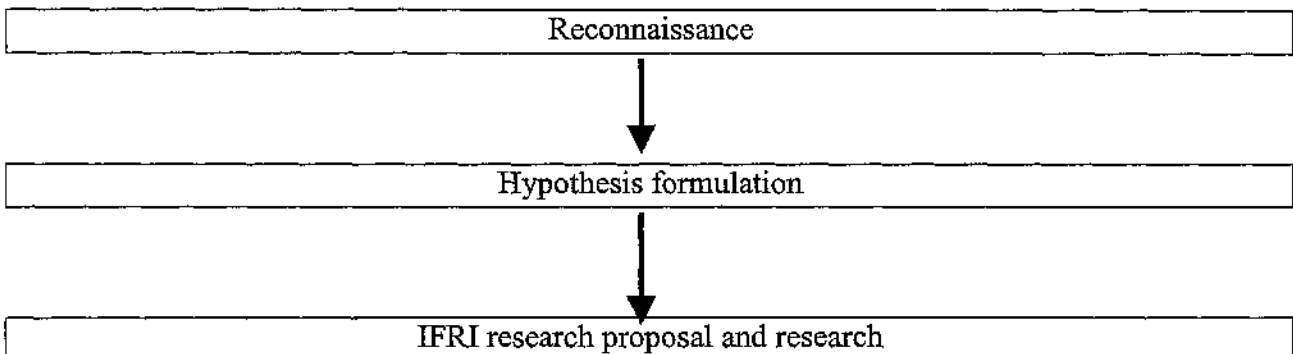 Reconnaissance
Hypothesis formulation
IFRI research proposal and research